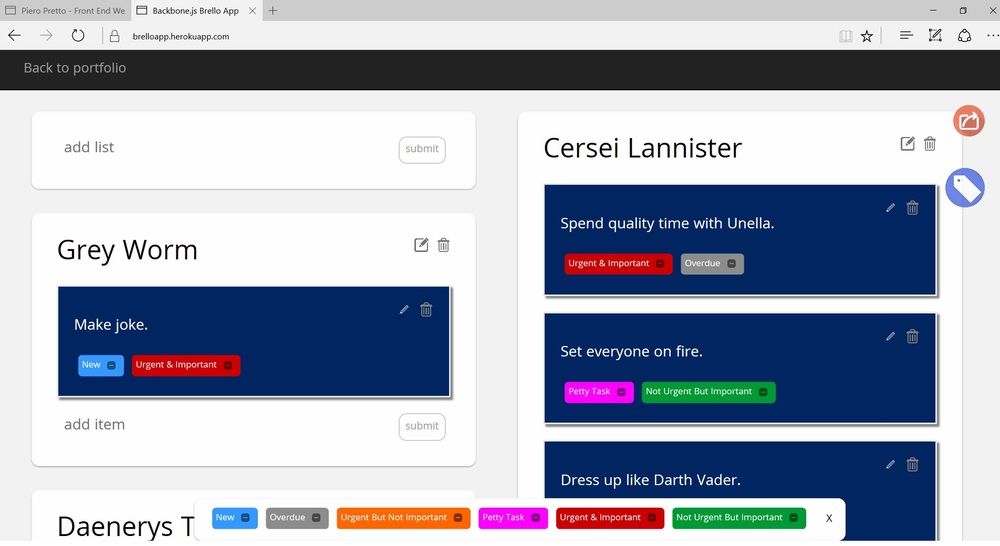 Piero Pretto - Front End We
Backbone.js Brello App
brelloapp.herokuapp.com
Back to portfolio
add list
submit
Grey Worm
Make joke.
New
Urgent & Important
add item
submit
Daenerys T
Cersei Lannister
Spend quality time with Unella.
Urgent & Important
Overdue
Set everyone on fire.
Petty Task
Not Urgent But Important
Dress up like Darth Vader.
New
Overdue
Urgent But Not Important
Petty Task
Urgent & Important
Not Urgent But Important
X